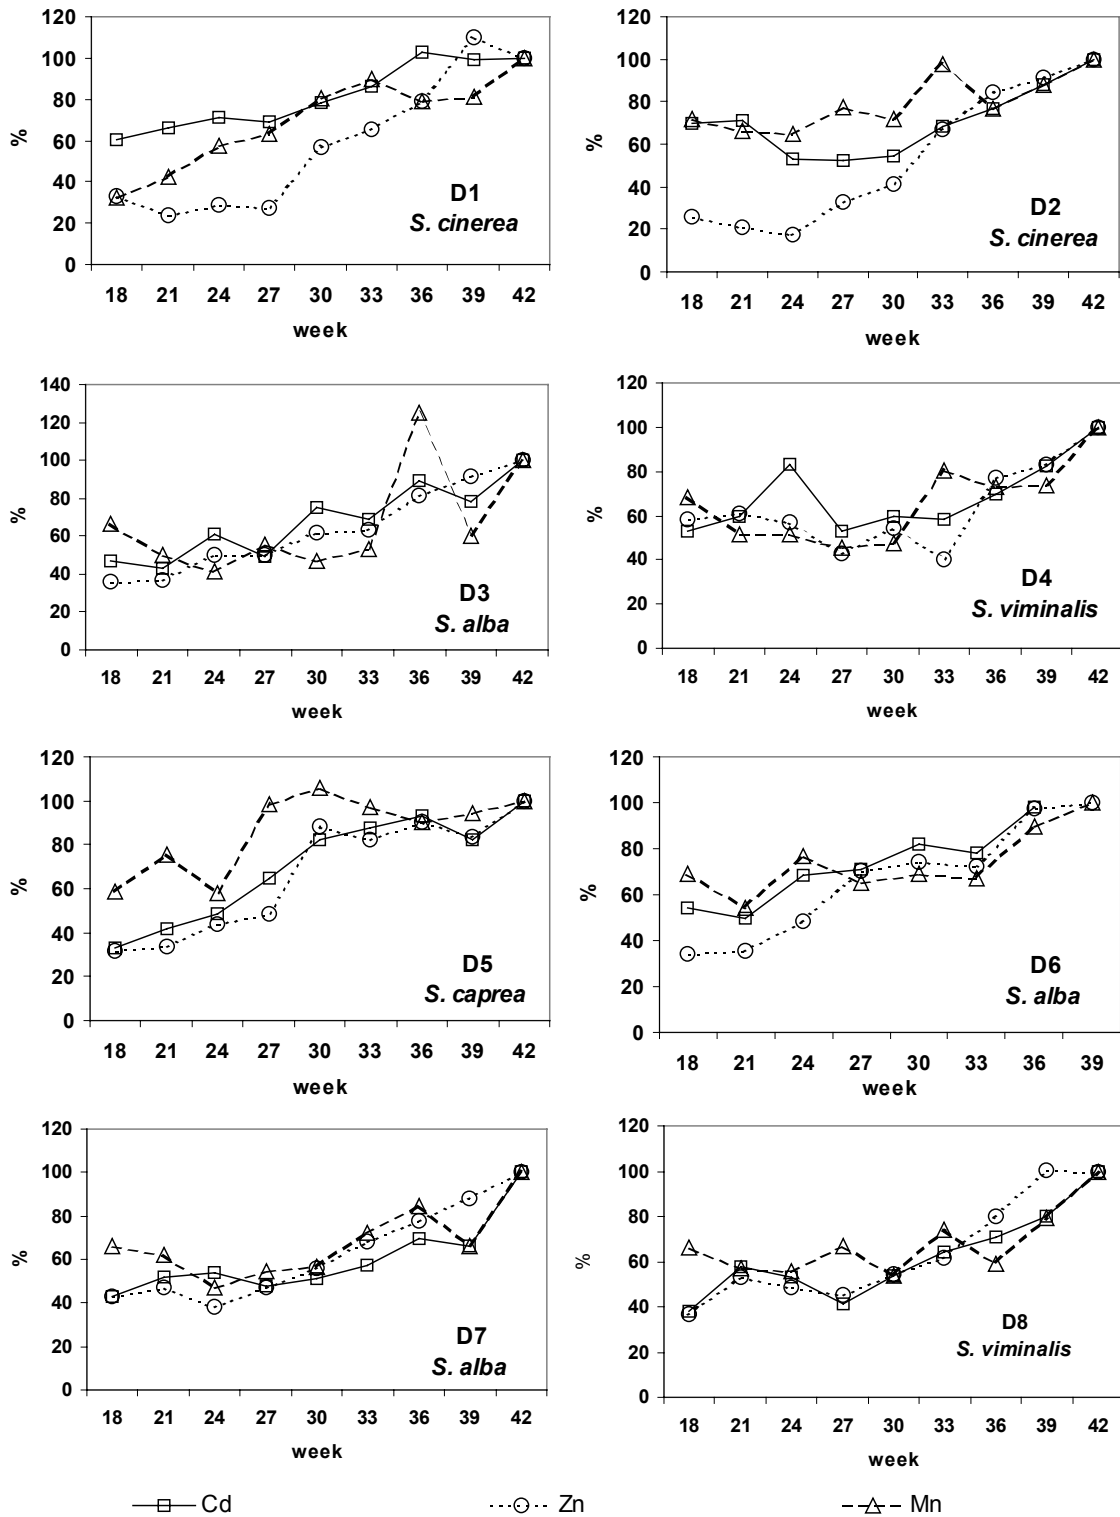 120
100
80
60
40
20
0
%
D1
S. cinerea
18 21 24 27 30 33 36 39 42
week
120
100
80
60
40
20
0
%
D2
S. cinerea
18 21 24 27 30 33 36 39 42
week
140
120
100
80
60
40
20
0
%
D3
S. alba
18 21 24 27 30 33 36 39 42
week
120
100
80
60
40
20
0
%
D4
S. viminalis
18 21 24 27 30 33 36 39 42
week
120
100
80
60
40
20
0
%
D5
S. caprea
18 21 24 27 30 33 36 39 42
week
120
100
80
60
40
20
0
%
D6
S. alba
18 21 24 27 30 33 36 39
week
120
100
80
60
40
20
0
%
D7
S. alba
18 21 24 27 30 33 36 39 42
week
120
100
80
60
40
20
0
%
D8
S. viminalis
18 21 24 27 30 33 36 39 42
week
Cd Zn Mn